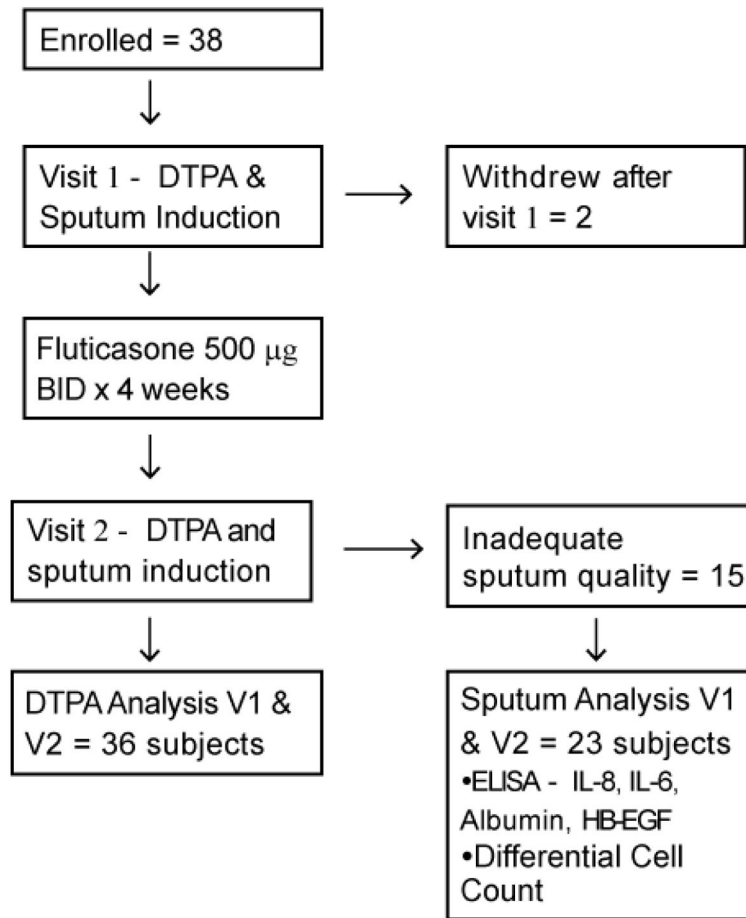 Enrolled = 38
Visit 1 - DTPA &
Sputum Induction
Withdrew after
visit 1 = 2
Fluticasone 500 μg
BID x 4 weeks
Visit 2 - DTPA and
sputum induction
Inadequate
sputum quality = 15
DTPA Analysis V1 &
V2 = 36 subjects
Sputum Analysis V1
& V2 = 23 subjects
•ELISA - IL-8, IL-6,
Albumin, HB-EGF
•Differential Cell
Count